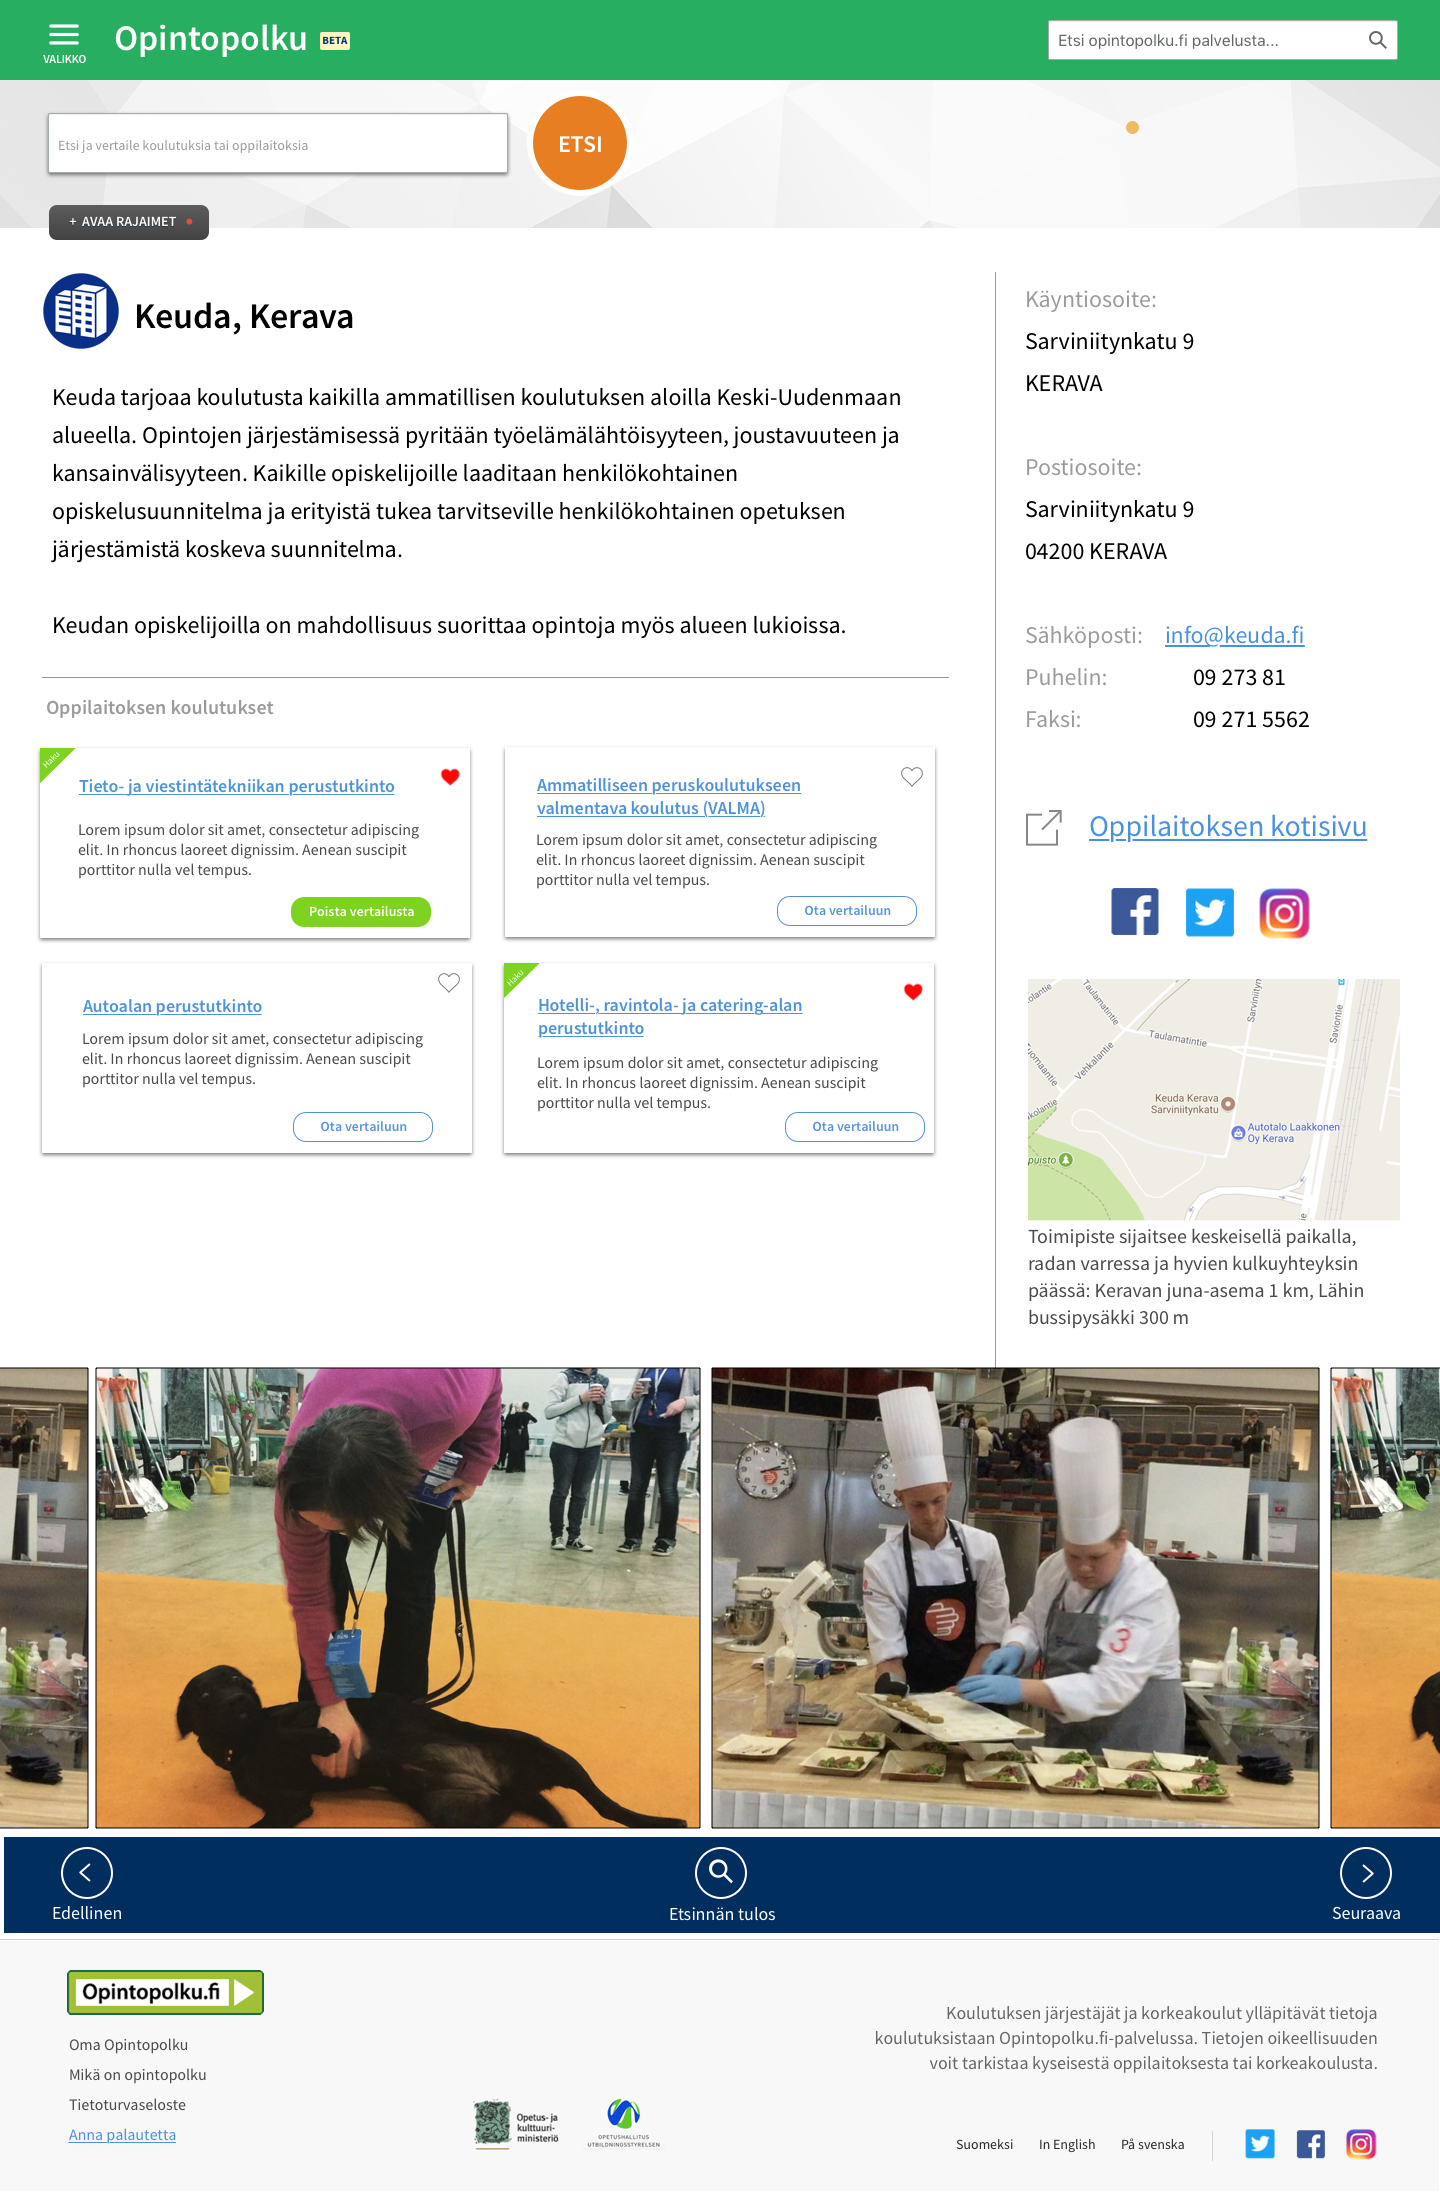 VALIKKO
Opintopolku BETA
Etsi opintopolku.fi palvelusta...
Etsi ja vertaile koulutuksia tai oppilaitoksia
ETSI
+ AVAA RAJAIMET
Keuda, Kerava
Keuda tarjoaa koulutusta kaikilla ammatillisen koulutuksen aloilla Keski-Uudenmaan
alueella. Opintojen järjestämisessä pyritään työelämälähtöisyyteen, joustavuuteen ja
kansainvälisyyteen. Kaikille opiskelijoille laaditaan henkilökohtainen
opiskelusuunnitelma ja erityistä tukea tarvitseville henkilökohtainen opetuksen
järjestämistä koskeva suunnitelma.
Keudan opiskelijoilla on mahdollisuus suorittaa opintoja myös alueen lukioissa.
Oppilaitoksen koulutukset
Haku
Tieto- ja viestintätekniikan perustutkinto
Lorem ipsum dolor sit amet, consectetur adipiscing
elit. In rhoncus laoreet dignissim. Aenean suscipit
porttitor nulla vel tempus.
Poista vertailusta
Ammatilliseen peruskoulutukseen
valmentava koulutus (VALMA)
Lorem ipsum dolor sit amet, consectetur adipiscing
elit. In rhoncus laoreet dignissim. Aenean suscipit
porttitor nulla vel tempus.
Ota vertailuun
Autoalan perustutkinto
Lorem ipsum dolor sit amet, consectetur adipiscing
elit. In rhoncus laoreet dignissim. Aenean suscipit
porttitor nulla vel tempus.
Ota vertailuun
Haku
Hotelli-, ravintola- ja catering-alan
perustutkinto
Lorem ipsum dolor sit amet, consectetur adipiscing
elit. In rhoncus laoreet dignissim. Aenean suscipit
porttitor nulla vel tempus.
Ota vertailuun
Käyntiosoite:
Sarviniitynkatu 9
KERAVA
Postiosoite:
Sarviniitynkatu 9
04200 KERAVA
Sähköposti: info@keuda.fi
Puhelin: 09 273 81
Faksi: 09 271 5562
Oppilaitoksen kotisivu
olantie
Taulamatintie
Sarviniityn
Saviontie
Taulamatintie
uomaantie
Vehkalantie
kolantie
Keuda Kerava
Sarviniitynkatu
Autotalo Laakkonen
Oy Kerava
puisto
ie
Toimipiste sijaitsee keskeisellä paikalla,
radan varressa ja hyvien kulkuyhteyksin
päässä: Keravan juna-asema 1 km, Lähin
bussipysäkki 300 m
3
Edellinen
Etsinnän tulos
Seuraava
Opintopolku.fi
Oma Opintopolku
Mikä on opintopolku
Tietoturvaseloste
Anna palautetta
Opetus- ja
kulttuuri-
ministeriö
OPETUSHALLITUS
UTBILDNINGSSTYRELSEN
Koulutuksen järjestäjät ja korkeakoulut ylläpitävät tietoja
koulutuksistaan Opintopolku.fi-palvelussa. Tietojen oikeellisuuden
voit tarkistaa kyseisestä oppilaitoksesta tai korkeakoulusta.
Suomeksi In English På svenska